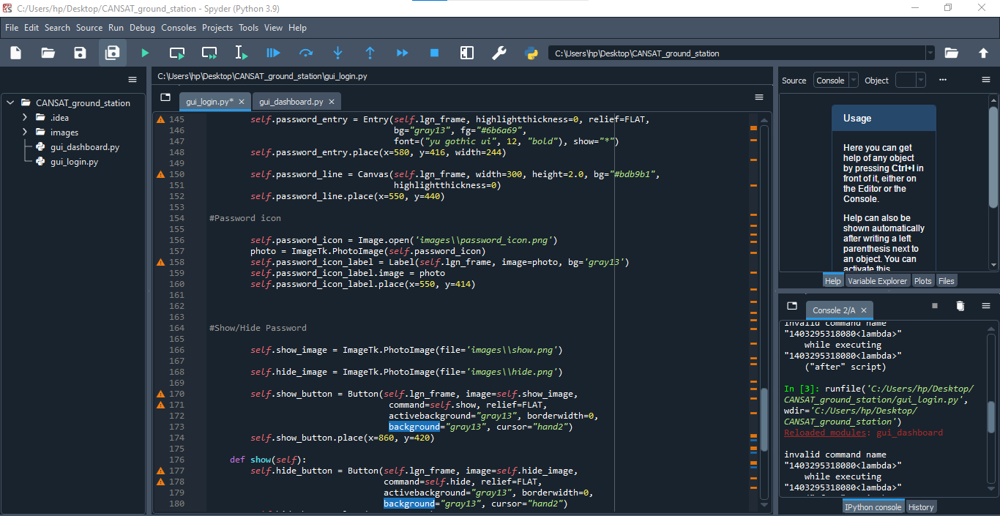 C:/Users/hp/Desktop/CANSAT_ground_station - Spyder (Python 3.9)
File Edit Search Source Run Debug Consoles Projects Tools View Help
C:\Users\hp\Desktop\CANSAT_ground_station
CANSAT_ground_station
.idea
images
gui_dashboard.py
gui_login.py
C:\Users\hp\Desktop\CANSAT_ground_station\gui_login.py
gui_login.py* gui_dashboard.py
145 self.password_entry = Entry(self.lgn_frame, highlightthickness=0, relief=FLAT,
146 bg="gray13", fg="#6b6a69",
147 font=("yu gothic ui", 12, "bold"), show="*")
148 self.password_entry.place(x=580, y=416, width=244)
149
150 self.password_line = Canvas(self.lgn_frame, width=300, height=2.0, bg="#bdb9b1",
151 highlightthickness=0)
152 self.password_line.place(x=550, y=440)
153
154 #Password icon
155
156 self.password_icon = Image.open('images\\password_icon.png')
157 photo = ImageTk.PhotoImage(self.password_icon)
158 self.password_icon_label = Label(self.lgn_frame, image=photo, bg='gray13')
159 self.password_icon_label.image = photo
160 self.password_icon_label.place(x=550, y=414)
161
162
163
164 #Show/Hide Password
165
166 self.show_image = ImageTk.PhotoImage(file='images\\show.png')
167
168 self.hide_image = ImageTk.PhotoImage(file='images\\hide.png')
169
170 self.show_button = Button(self.lgn_frame, image=self.show_image,
171 command=self.show, relief=FLAT,
172 activebackground="gray13", borderwidth=0,
173 background="gray13", cursor="hand2")
174 self.show_button.place(x=860, y=420)
175
176 def show(self):
177 self.hide_button = Button(self.lgn_frame, image=self.hide_image,
178 command=self.hide, relief=FLAT,
179 activebackground="gray13", borderwidth=0,
180 background="gray13", cursor="hand2")
Source Console Object
Usage
Here you can get
help of any object
by pressing Ctrl+I in
front of it, either on
the Editor or the
Console.
Help can also be
shown automatically
after writing a left
parenthesis next to
an object. You can
activate this
Help Variable Explorer Plots Files
Console 2/A
invalid command name
"1403295318080<lambda>"
while executing
"1403295318080<lambda>"
("after" script)
In [3]: runfile('C:/Users/hp/Desktop/
CANSAT_ground_station/gui_login.py',
wdir='C:/Users/hp/Desktop/
CANSAT_ground_station')
Reloaded modules: gui_dashboard
invalid command name
"1403295318080<lambda>"
while executing
"1403295318080<lambda>"
IPython console History